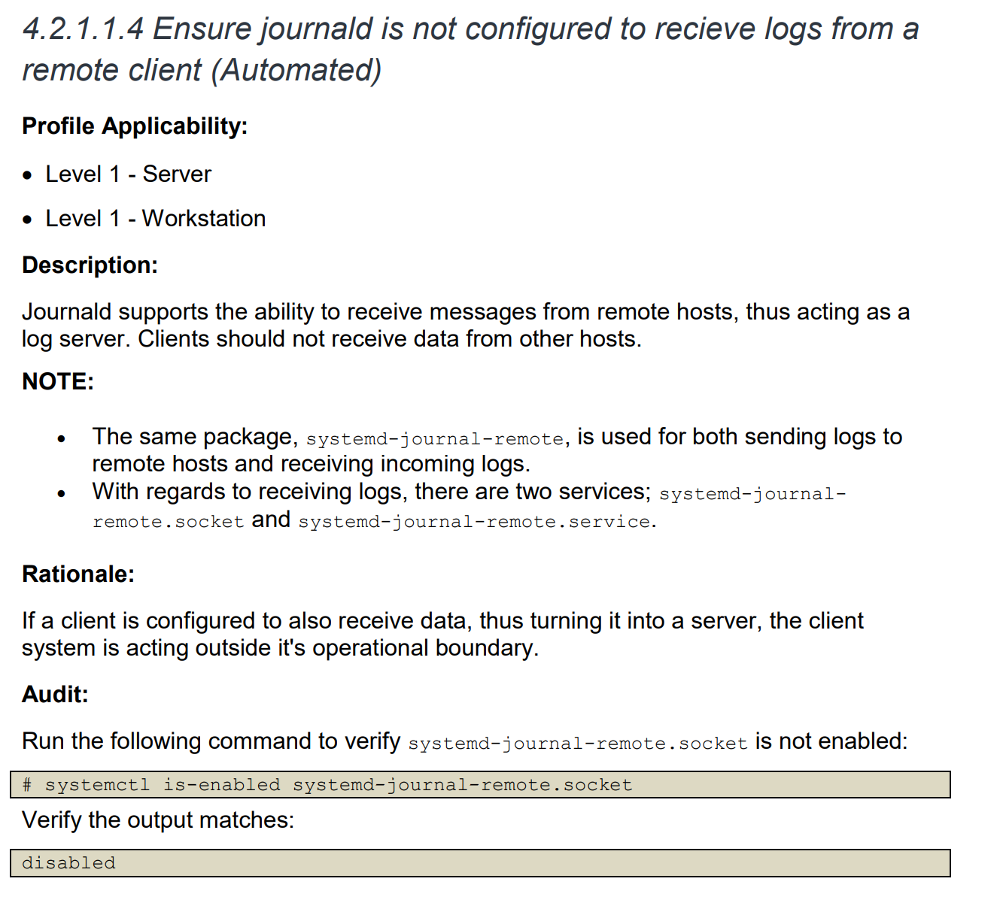 4.2.1.1.4 Ensure journald is not configured to recieve logs from a
remote client (Automated)
Profile Applicability:
• Level 1 - Server
• Level 1 - Workstation
Description:
Journald supports the ability to receive messages from remote hosts, thus acting as a
log server. Clients should not receive data from other hosts.
NOTE:
• The same package, systemd-journal-remote, is used for both sending logs to
remote hosts and receiving incoming logs.
• With regards to receiving logs, there are two services; systemd-journal-
remote.socket and systemd-journal-remote.service.
Rationale:
If a client is configured to also receive data, thus turning it into a server, the client
system is acting outside it's operational boundary.
Audit:
Run the following command to verify systemd-journal-remote.socket is not enabled:
# systemctl is-enabled systemd-journal-remote.socket
Verify the output matches:
disabled